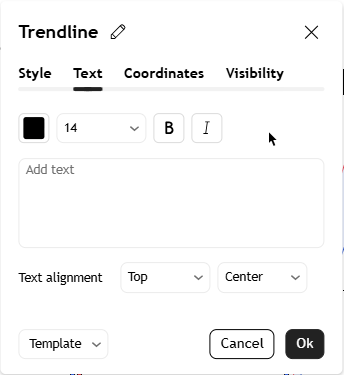 Trendline
Style Text Coordinates Visibility
14 B I
Add text
Text alignment Top Center
Template Cancel Ok